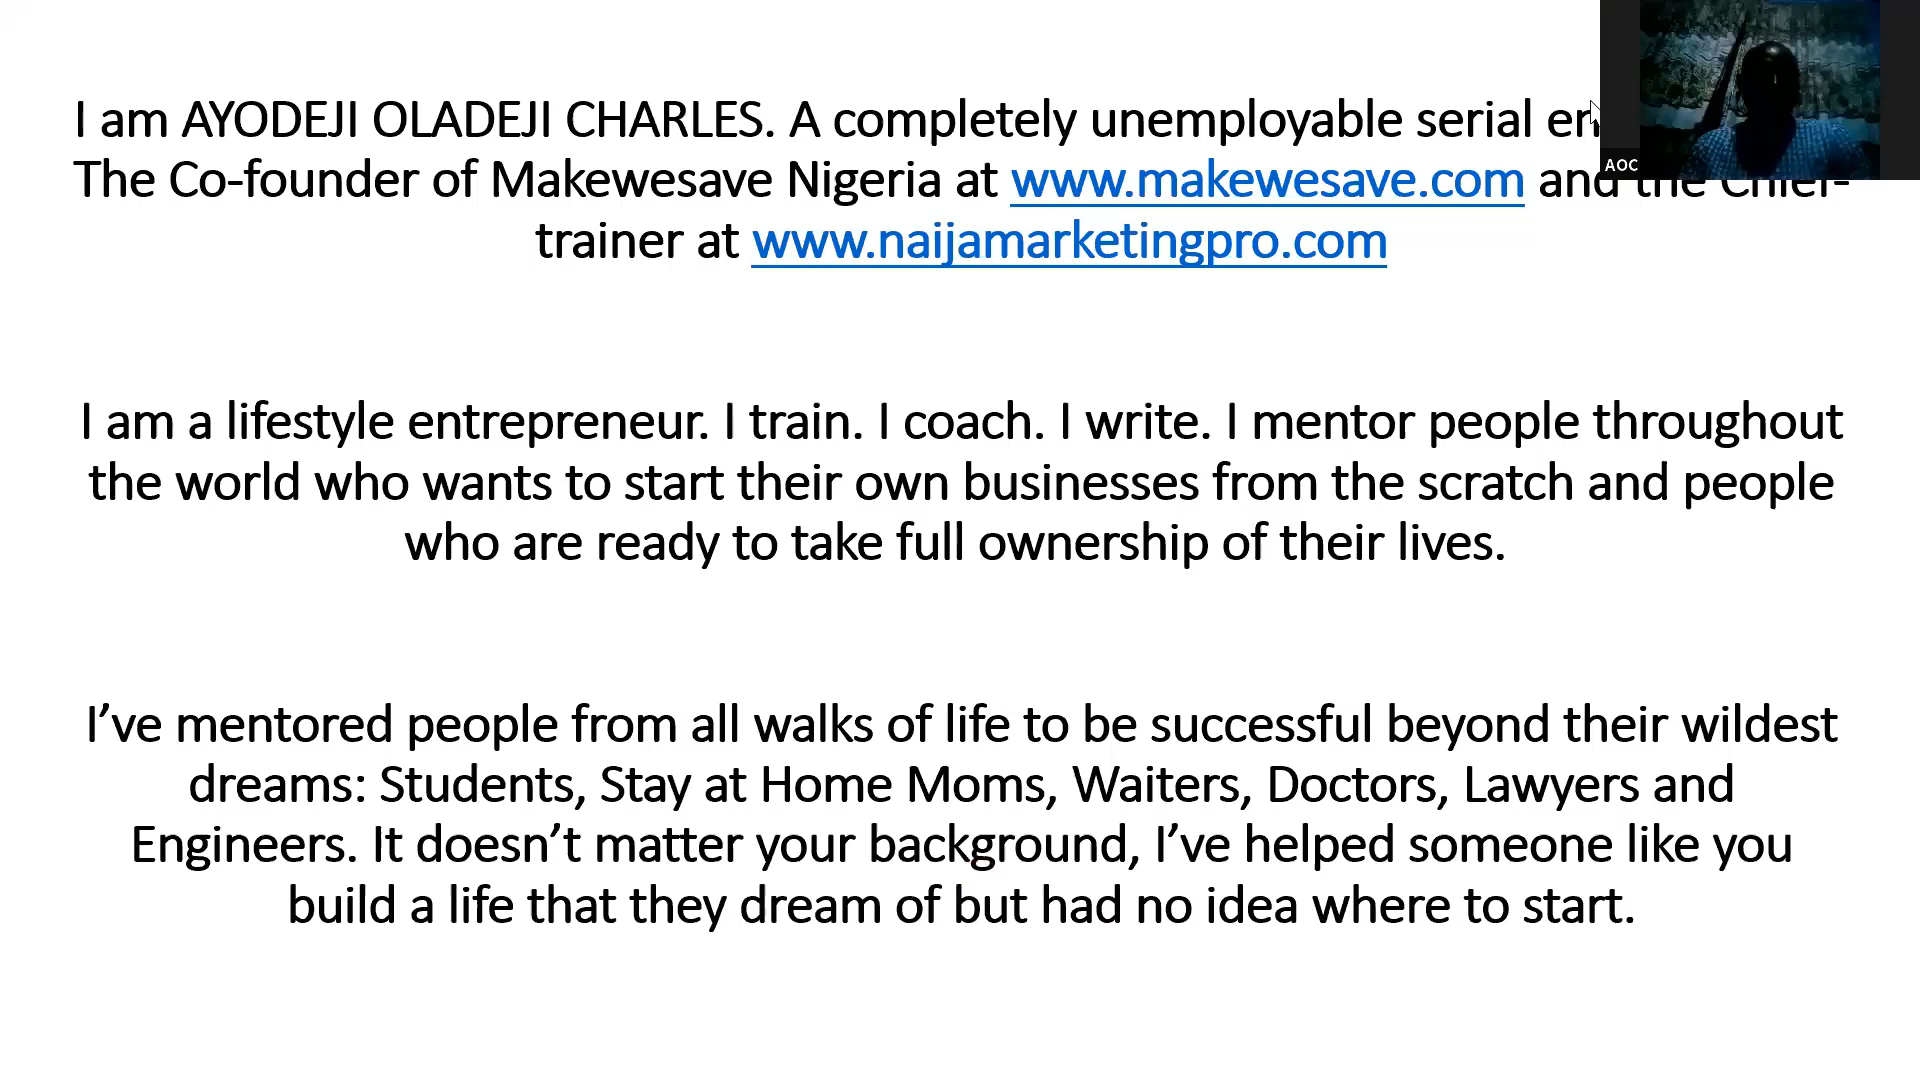 I am AYODEJI OLADEJI CHARLES. A completely unemployable serial
The Co-founder of Makewesave Nigeria at www.makewesave.com and the Chief-
trainer at www.naijamarketingpro.com
I am a lifestyle entrepreneur. I train. I coach. I write. I mentor people throughout
the world who wants to start their own businesses from the scratch and people
who are ready to take full ownership of their lives.
I’ve mentored people from all walks of life to be successful beyond their wildest
dreams: Students, Stay at Home Moms, Waiters, Doctors, Lawyers and
Engineers. It doesn’t matter your background, I’ve helped someone like you
build a life that they dream of but had no idea where to start.
AOC